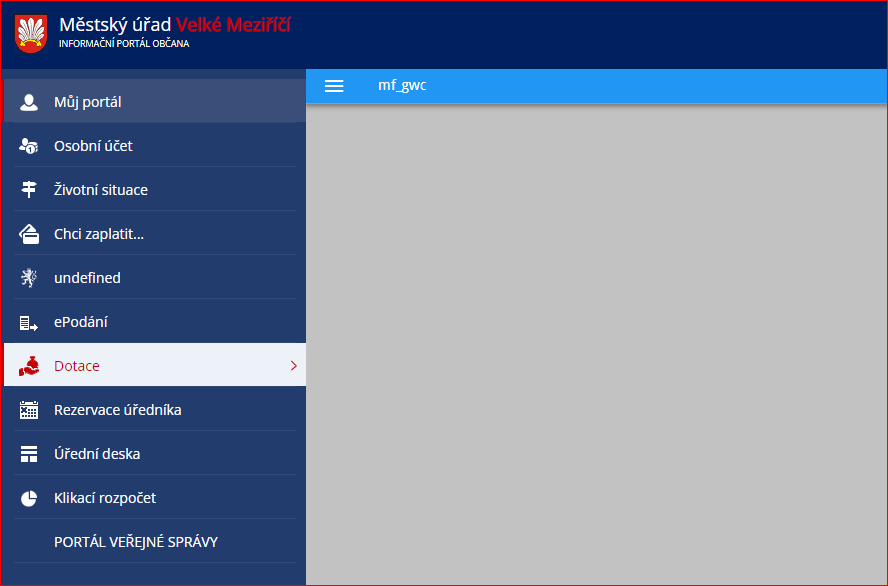 Městský úřad Velké Meziříčí
INFORMAČNÍ PORTÁL OBČANA
mf_gwc
Můj portál
Osobní účet
Životní situace
Chci zaplatit...
undefined
ePodání
Dotace
Rezervace úředníka
Úřední deska
Klikací rozpočet
PORTÁL VEŘEJNÉ SPRÁVY